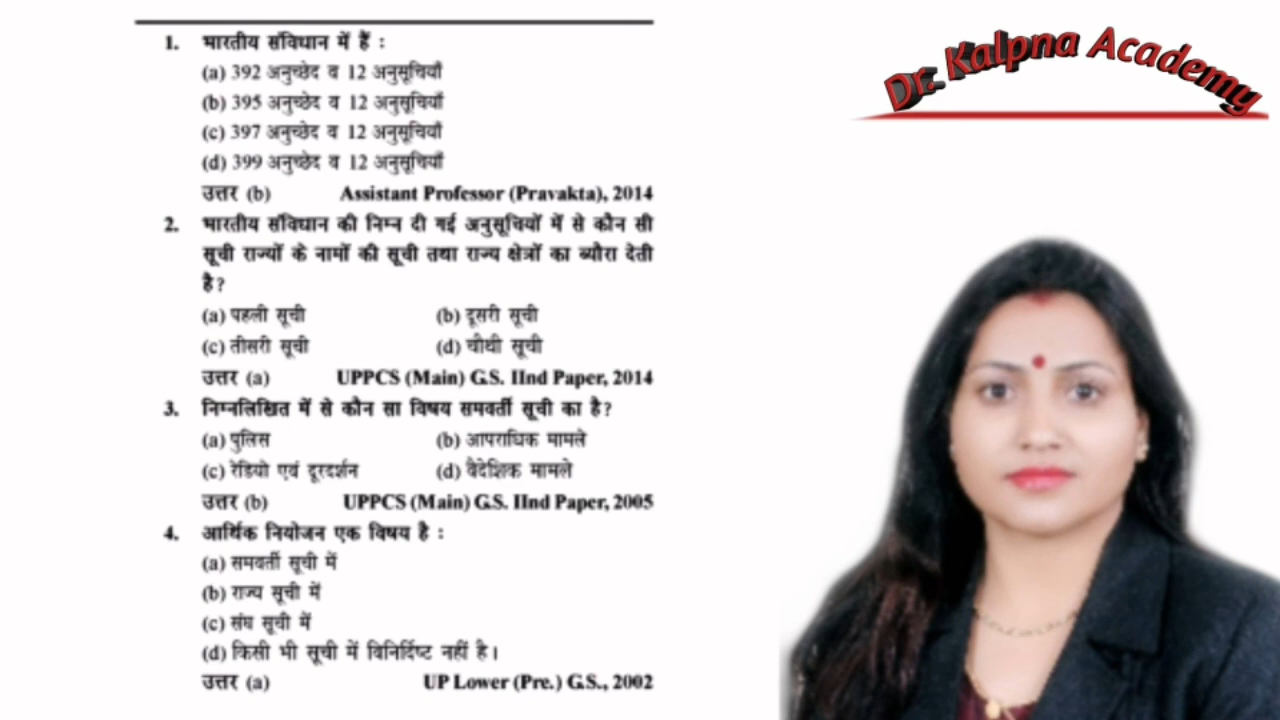 1. भारतीय संविधान में हैं :
(a) 392 अनुच्छेद व 12 अनुसूचियाँ
(b) 395 अनुच्छेद व 12 अनुसूचियाँ
(c) 397 अनुच्छेद व 12 अनुसूचियाँ
(d) 399 अनुच्छेद व 12 अनुसूचियाँ
उत्तर (b) Assistant Professor (Pravakta), 2014
2. भारतीय संविधान की निम्न दी गई अनुसूचियों में से कौन सी
सूची राज्यों के नामों की सूची तथा राज्य क्षेत्रों का ब्यौरा देती
है?
(a) पहली सूची (b) दूसरी सूची
(c) तीसरी सूची (d) चौथी सूची
उत्तर (a) UPPCS (Main) G.S. IInd Paper, 2014
3. निम्नलिखित में से कौन सा विषय समवर्ती सूची का है?
(a) पुलिस (b) आपराधिक मामले
(c) रेडियो एवं दूरदर्शन (d) वैदेशिक मामले
उत्तर (b) UPPCS (Main) G.S. IInd Paper, 2005
4. आर्थिक नियोजन एक विषय है :
(a) समवर्ती सूची में
(b) राज्य सूची में
(c) संघ सूची में
(d) किसी भी सूची में विनिर्दिष्ट नहीं है।
उत्तर (a) UP Lower (Pre.) G.S., 2002
Dr. Kalpna Academy